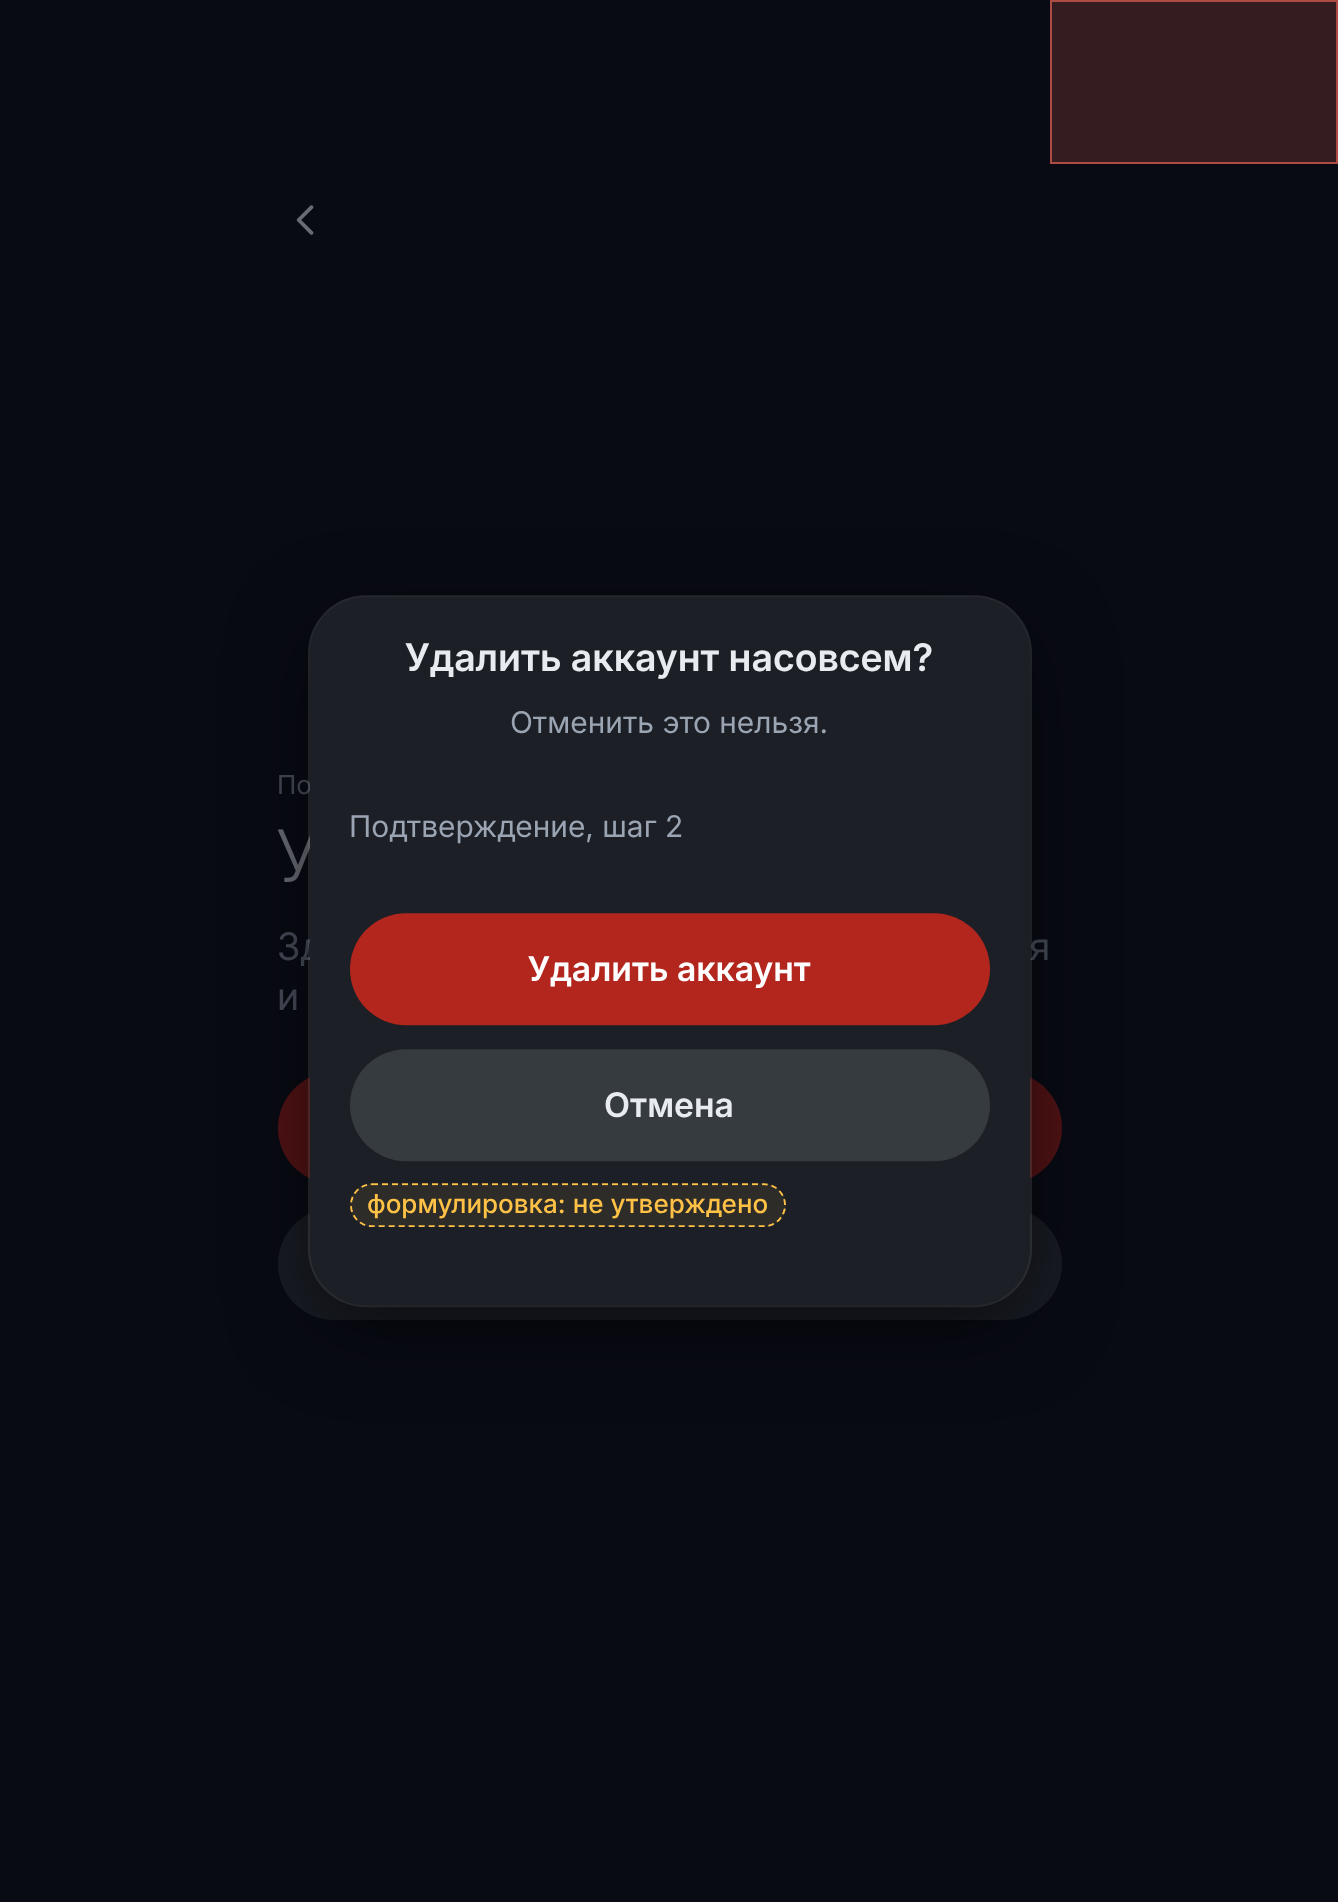 Удалить аккаунт насовсем?
Отменить это нельзя.
Подтверждение, шаг 2
Удалить аккаунт
Отмена
формулировка: не утверждено